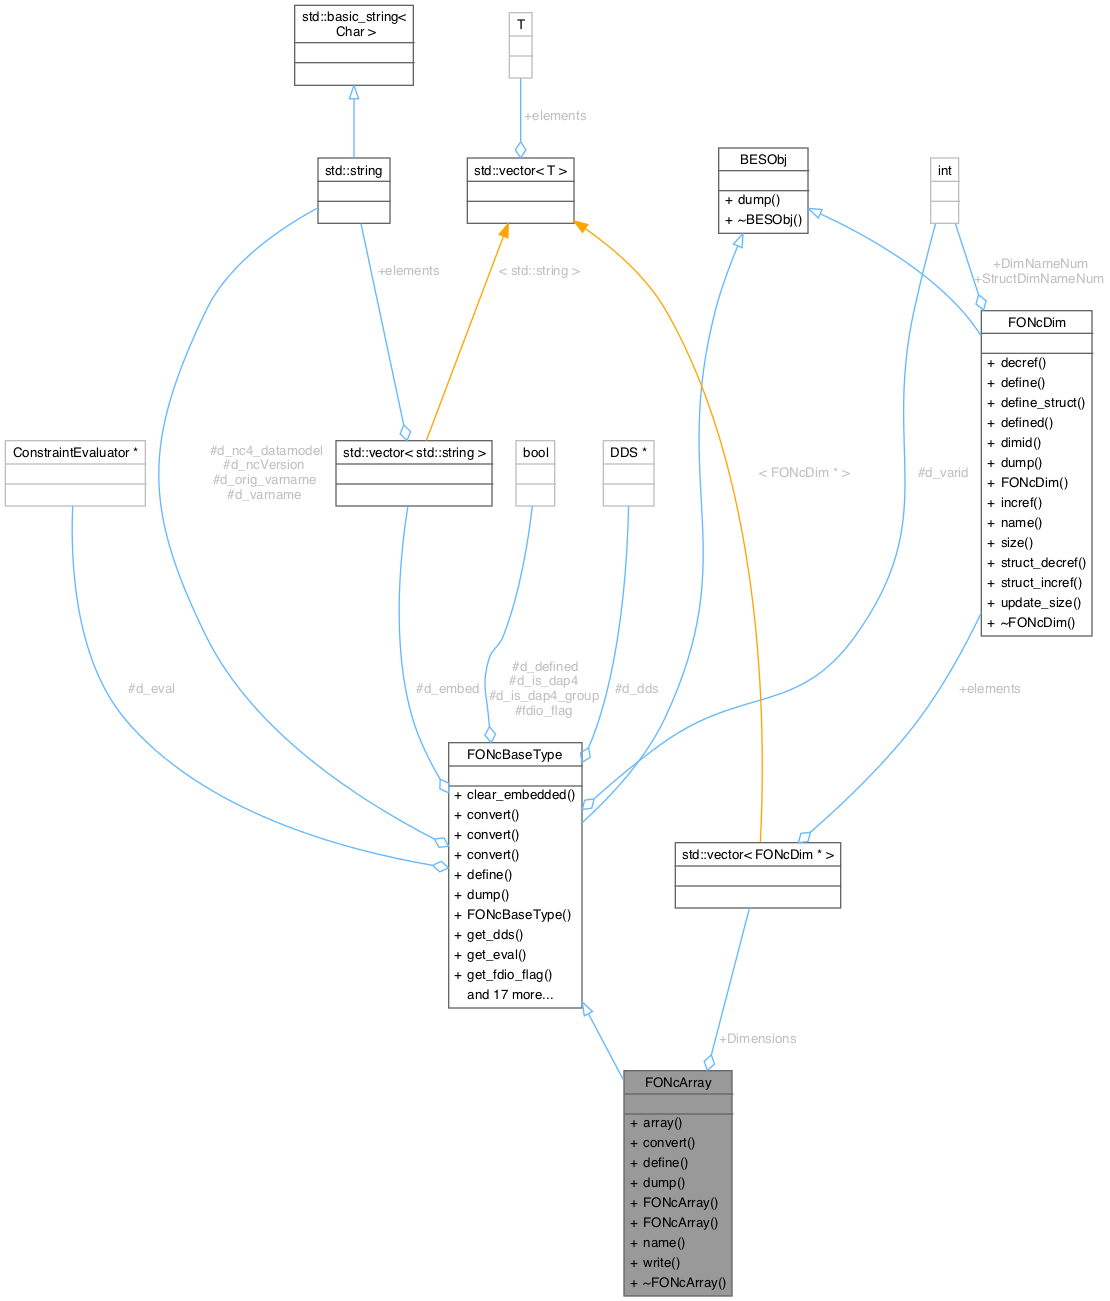 std::basic_string<
Char >
T
+elements
std::string
std::vector< T >
BESObj
+ dump()
+ ~BESObj()
int
+elements
< std::string >
+DimNameNum
+StructDimNameNum
FONcDim
+ decref()
+ define()
+ define_struct()
+ defined()
+ dimid()
+ dump()
+ FONcDim()
+ incref()
+ name()
+ size()
+ struct_decref()
+ struct_incref()
+ update_size()
+ ~FONcDim()
ConstraintEvaluator *
#d_nc4_datamodel
#d_ncVersion
#d_orig_varname
#d_varname
std::vector< std::string >
bool
DDS *
< FONcDim * >
#d_varid
#d_eval
#d_embed
#d_defined
#d_is_dap4
#d_is_dap4_group
#fdio_flag
#d_dds
+elements
FONcBaseType
+ clear_embedded()
+ convert()
+ convert()
+ convert()
+ define()
+ dump()
+ FONcBaseType()
+ get_dds()
+ get_eval()
+ get_fdio_flag()
and 17 more...
std::vector< FONcDim * >
+Dimensions
FONcArray
+ array()
+ convert()
+ define()
+ dump()
+ FONcArray()
+ FONcArray()
+ name()
+ write()
+ ~FONcArray()